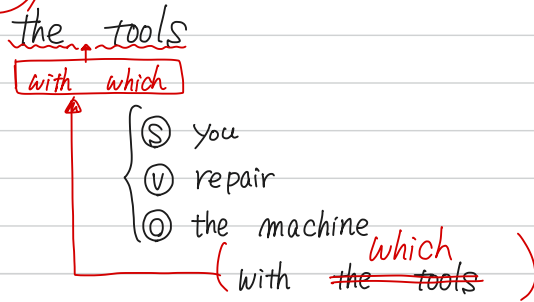 the tools
with which
S you
V repair
O the machine
which
(with the tools)